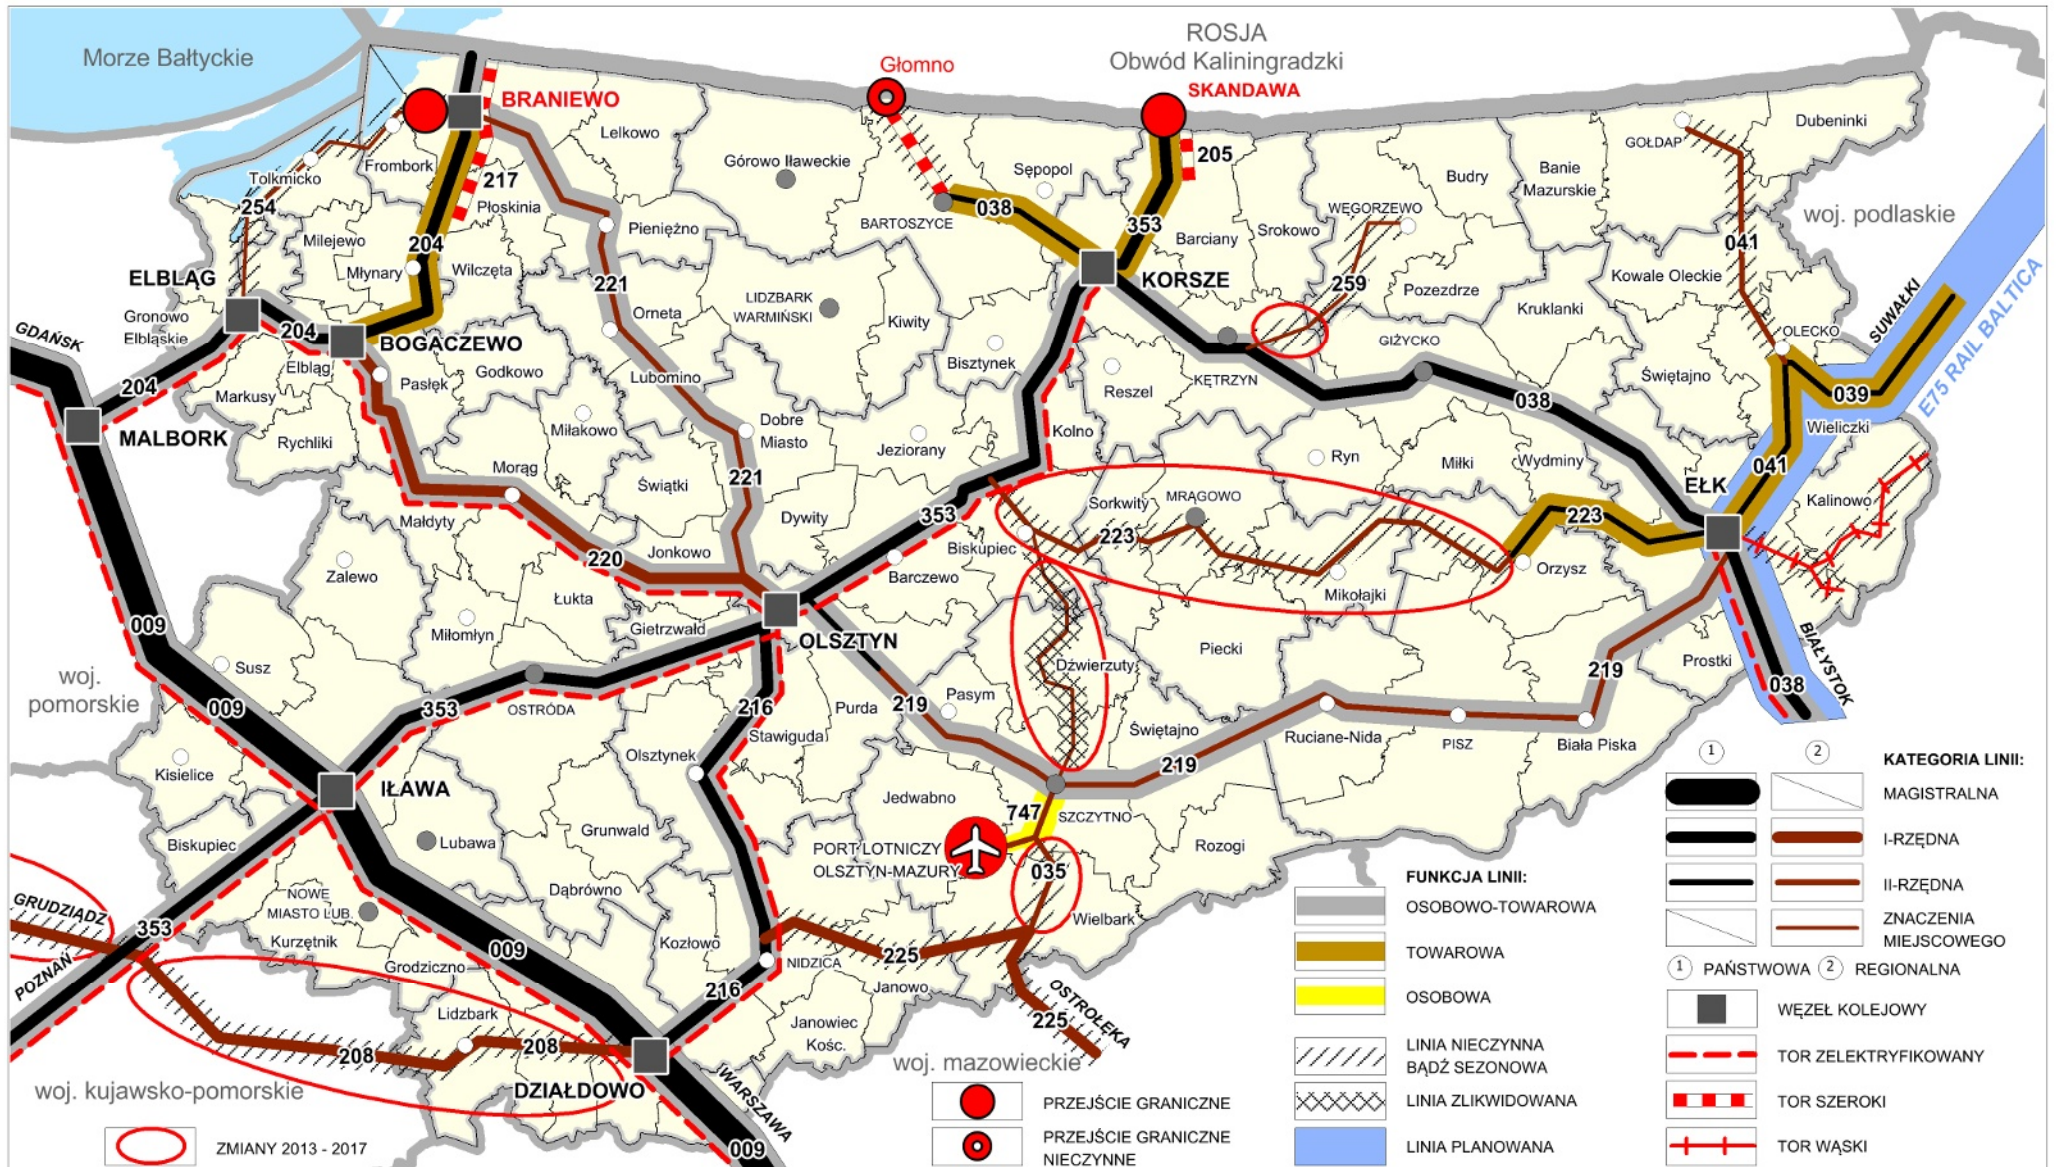 Morze Bałtyckie
ROSJA
Obwód Kaliningradzki
Głomno
SKANDAWA
BRANIEWO
Lelkowo
Dubeninki
GOŁDAP
Frombork
Górowo Iławeckie
Sępopol
205
Budry
Banie
Mazurskie
Tolkmicko
217
Płoskinia
254
BARTOSZYCE
038
353
WĘGORZEWO
woj. podlaskie
Milejewo
204
Pieniężno
Barciany
Srokowo
041
Młynary
Wilczęta
ELBLĄG
221
KORSZE
259
Pozezdrze
Kowale Oleckie
LIDZBARK
WARMIŃSKI
Kruklanki
Gronowo
Elbląskie
204
Orneta
Kiwity
GDAŃSK
BOGACZEWO
GIŻYCKO
OLECKO
SUWAŁKI
E75 RAIL BALTICA
Elbląg
Pasłęk
Godkowo
Bisztynek
204
Lubomino
KĘTRZYN
Świętajno
Markusy
Reszel
038
039
MALBORK
Rychliki
Miłakowo
Dobre
Miasto
Kolno
Wieliczki
Jeziorany
Ryn
Miłki
Wydminy
Morąg
221
Świątki
041
EŁK
Sorkwity
MRĄGOWO
Kalinowo
Małdyty
Dywity
353
223
223
220
Jonkowo
Biskupiec
Zalewo
Barczewo
Orzysz
Łukta
Mikołajki
009
Miłomłyn
Gietrzwałd
OLSZTYN
BIAŁYSTOK
woj.
pomorskie
Susz
Dźwierzuty
Piecki
219
Prostki
038
009
353
OSTRÓDA
216
Pasym
219
Purda
Stawiguda
Świętajno
Ruciane-Nida
PISZ
Biała Piska
Olsztynek
Kisielice
219
IŁAWA
Jedwabno
747
SZCZYTNO
Biskupiec
Lubawa
Grunwald
PORT LOTNICZY
OLSZTYN-MAZURY
Rozogi
035
NOWE
MIASTO LUB.
Dąbrówno
GRUDZIĄDZ
353
Wielbark
Kurzętnik
009
Kozłowo
POZNAŃ
Grodziczno
NIDZICA
225
216
Janowo
OSTROŁĘKA
225
Lidzbark
Janowiec
Kośc.
208
208
woj. mazowieckie
woj. kujawsko-pomorskie
DZIAŁDOWO
WARSZAWA
009
ZMIANY 2013 - 2017
PRZEJŚCIE GRANICZNE
PRZEJŚCIE GRANICZNE
NIECZYNNE
FUNKCJA LINII:
OSOBOWO-TOWAROWA
TOWAROWA
OSOBOWA
LINIA NIECZYNNA
BĄDŹ SEZONOWA
LINIA ZLIKWIDOWANA
LINIA PLANOWANA
1 2 KATEGORIA LINII:
MAGISTRALNA
I-RZĘDNA
II-RZĘDNA
ZNACZENIA
MIEJSCOWEGO
1 PAŃSTWOWA 2 REGIONALNA
WĘZEŁ KOLEJOWY
TOR ZELEKTRYFIKOWANY
TOR SZEROKI
TOR WĄSKI